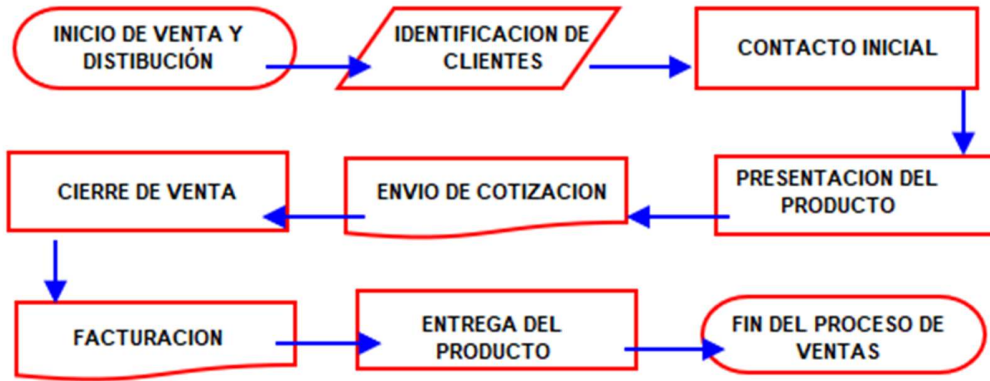 INICIO DE VENTA Y
DISTIBUCIÓN
IDENTIFICACION DE
CLIENTES
CONTACTO INICIAL
PRESENTACION DEL
PRODUCTO
ENVIO DE COTIZACION
CIERRE DE VENTA
FACTURACION
ENTREGA DEL
PRODUCTO
FIN DEL PROCESO DE
VENTAS